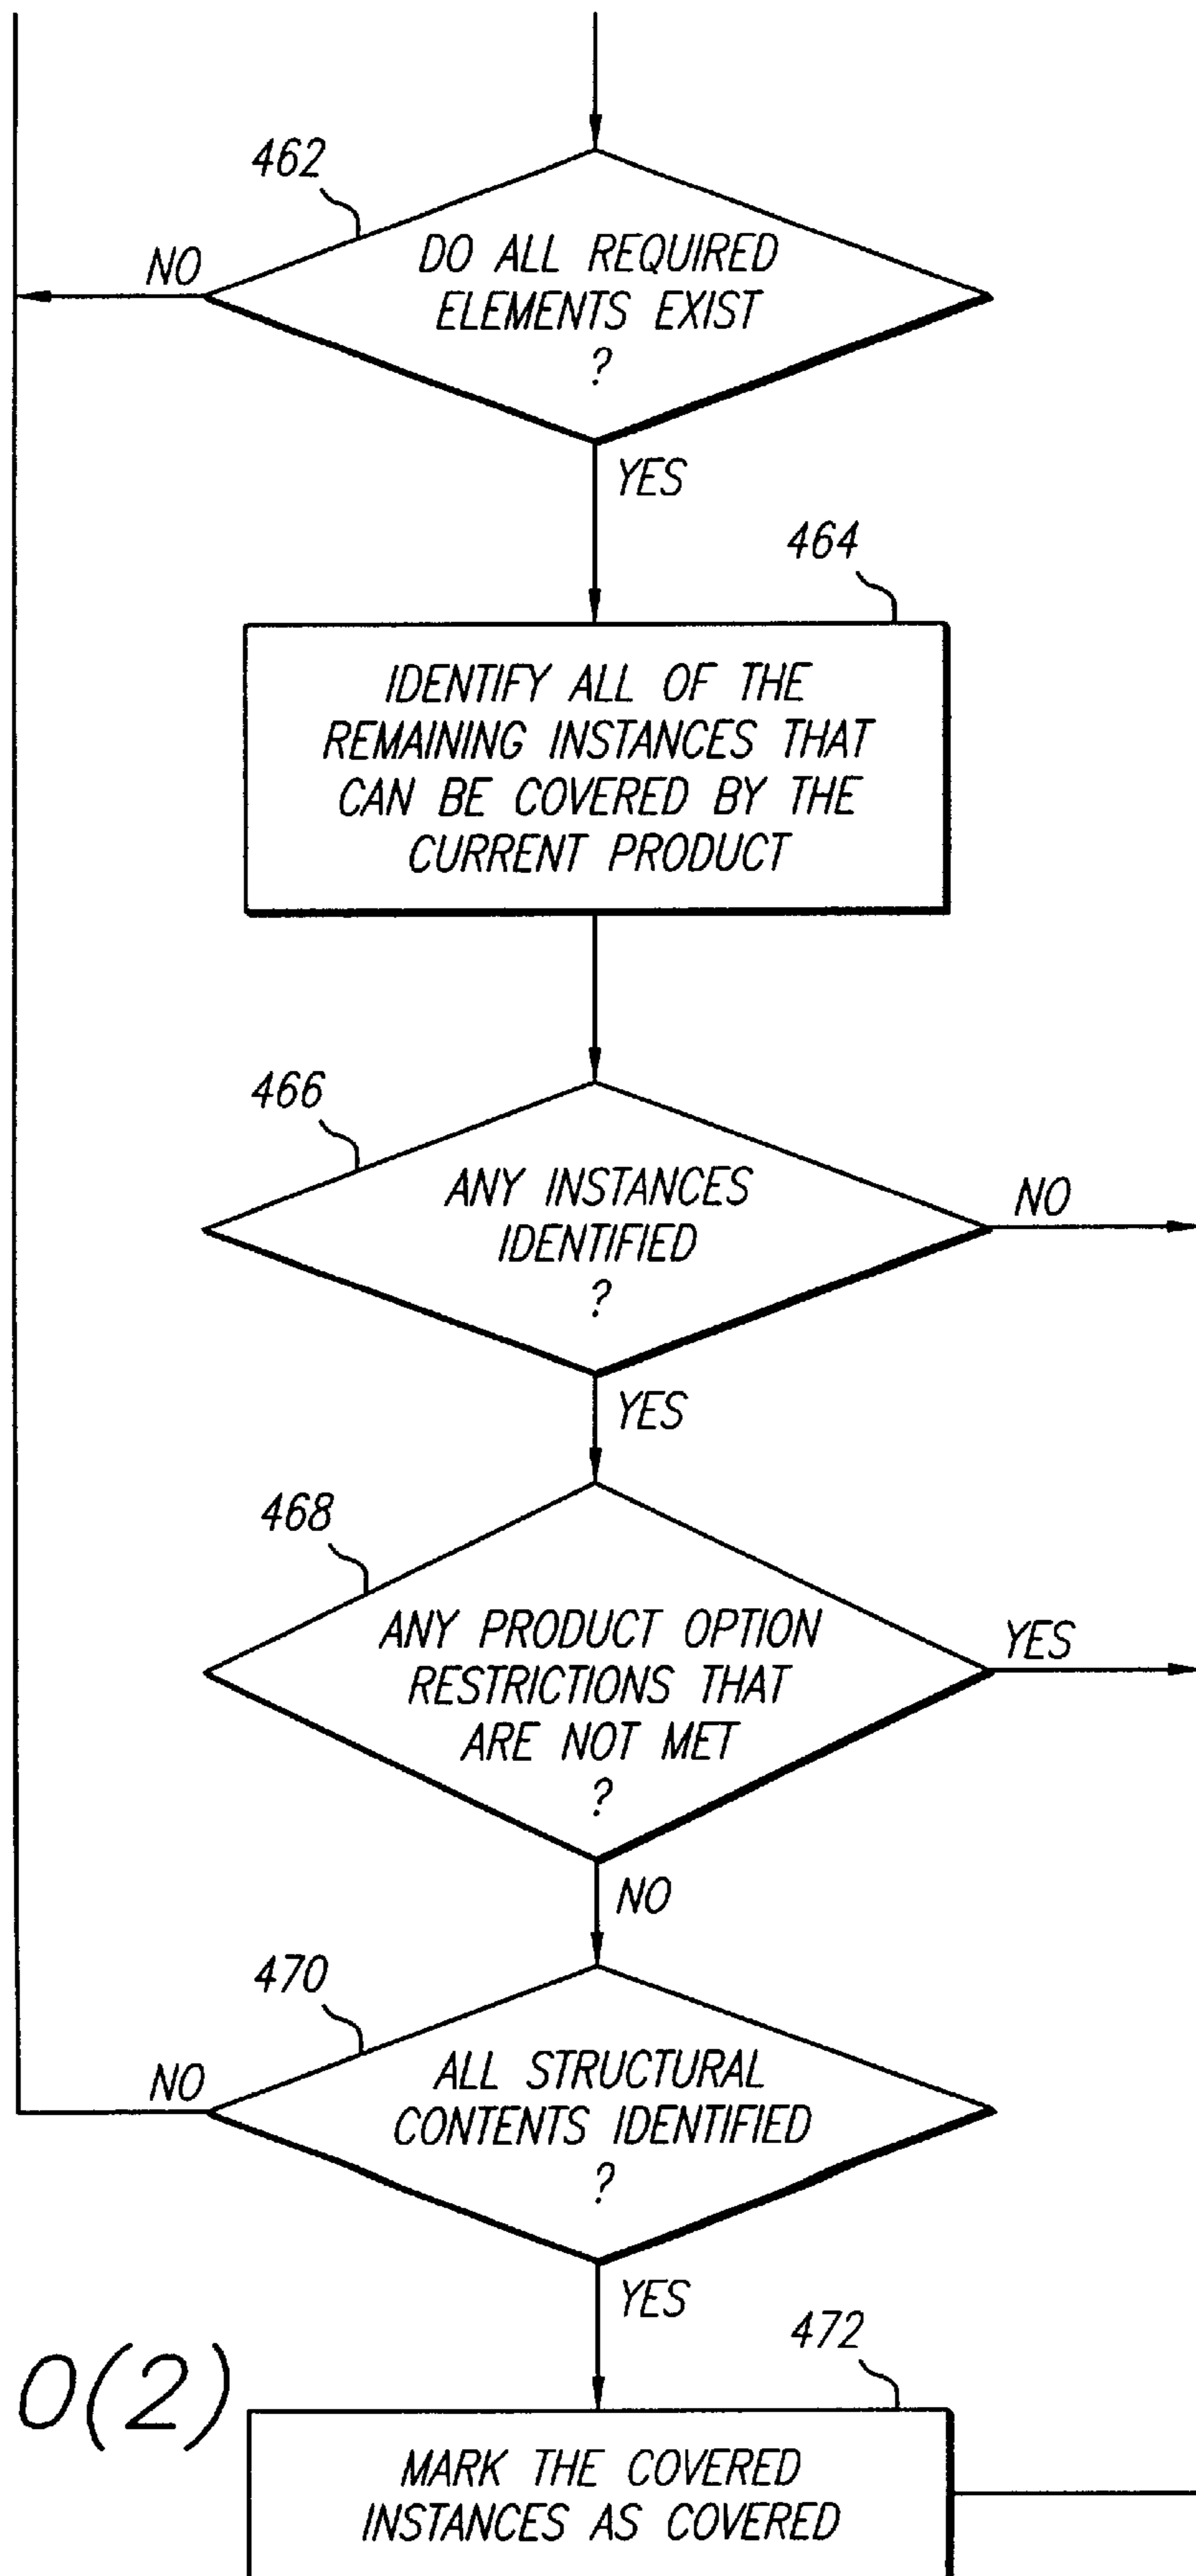 462
NO
DO ALL REQUIRED
ELEMENTS EXIST
?
YES
464
IDENTIFY ALL OF THE
REMAINING INSTANCES THAT
CAN BE COVERED BY THE
CURRENT PRODUCT
466
ANY INSTANCES
IDENTIFIED
?
NO
YES
468
ANY PRODUCT OPTION
RESTRICTIONS THAT
ARE NOT MET
?
YES
NO
470
NO
ALL STRUCTURAL
CONTENTS IDENTIFIED
?
YES
472
0(2)
MARK THE COVERED
INSTANCES AS COVERED